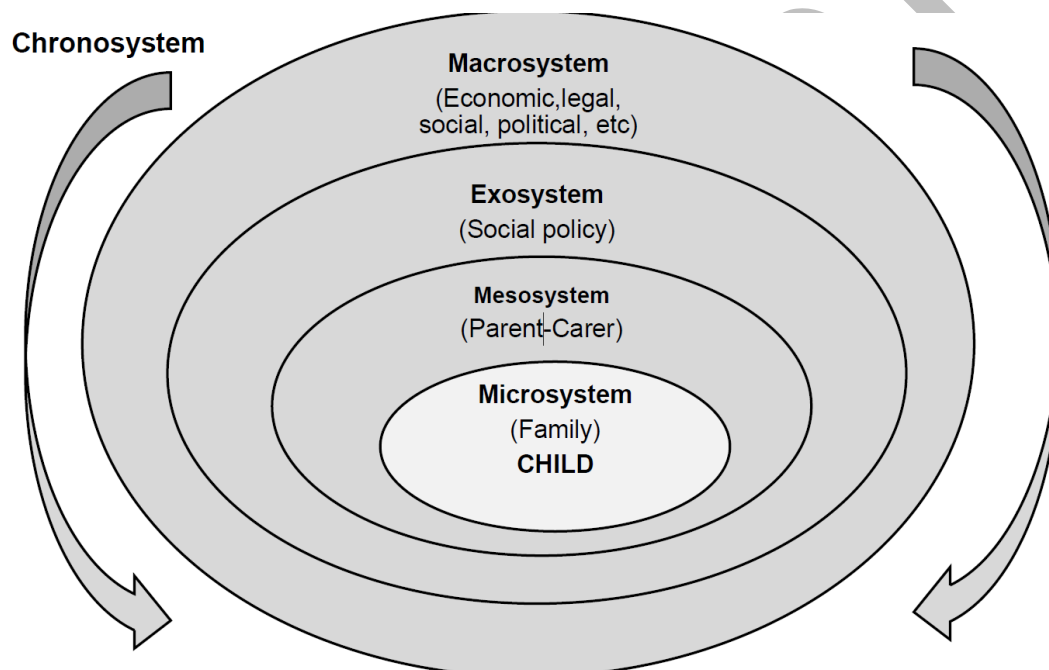 Chronosystem
Macrosystem
(Economic,legal,
social, political, etc)
Exosystem
(Social policy)
Mesosystem
(Parent-Carer)
Microsystem
(Family)
CHILD